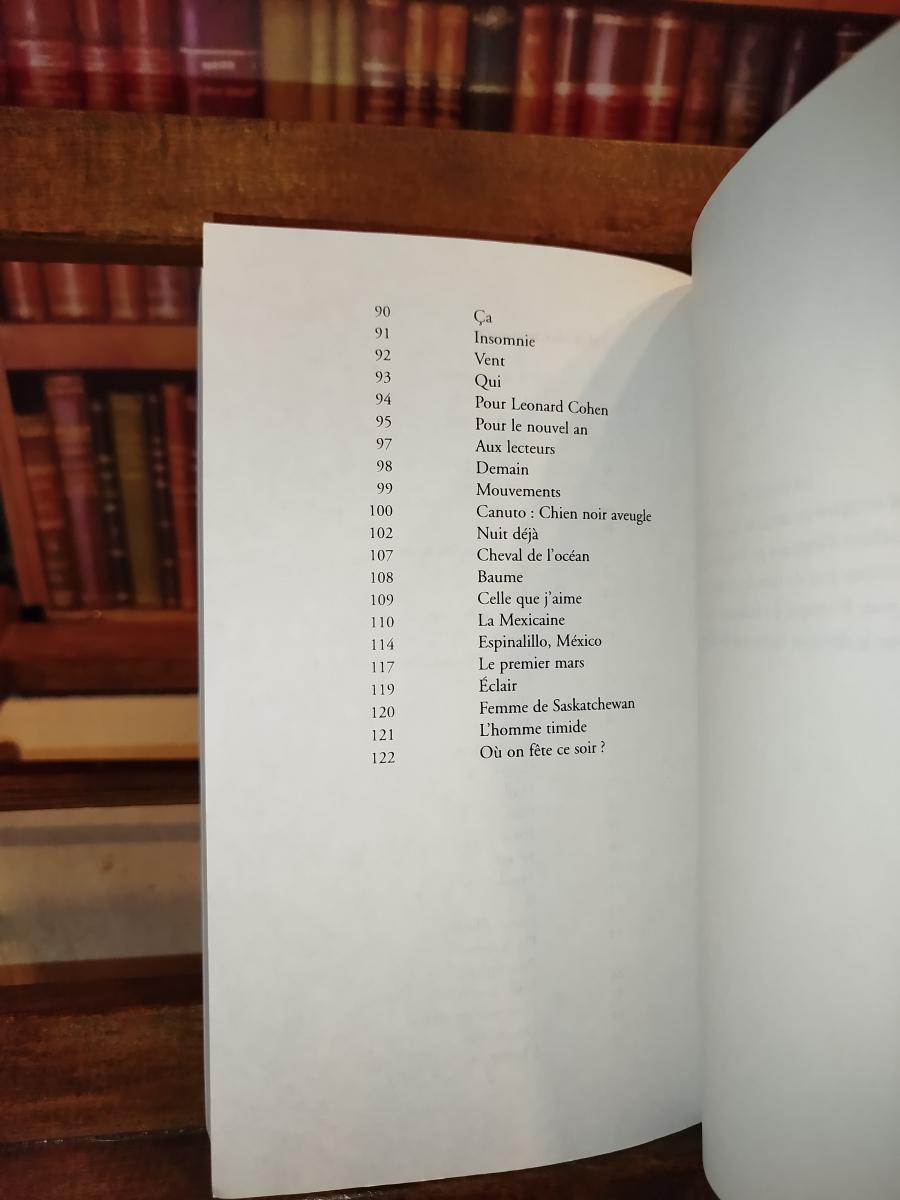 90 Ça
91 Insomnie
92 Vent
93 Qui
94 Pour Leonard Cohen
95 Pour le nouvel an
97 Aux lecteurs
98 Demain
99 Mouvements
100 Canuto : Chien noir aveugle
102 Nuit déjà
107 Cheval de l'océan
108 Baume
109 Celle que j'aime
110 La Mexicaine
114 Espinalillo, México
117 Le premier mars
119 Éclair
120 Femme de Saskatchewan
121 L'homme timide
122 Où on fête ce soir ?